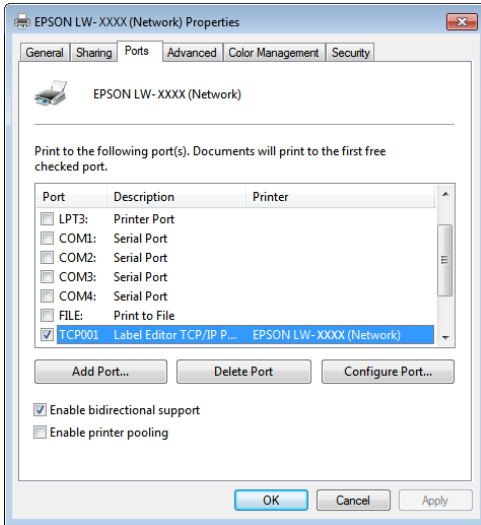 EPSON LW-XXXX (Network) Properties
General Sharing Ports Advanced Color Management Security
EPSON LW-XXXX (Network)
Print to the following port(s). Documents will print to the first free
checked port.
Port Description Printer
LPT3: Printer Port
COM1: Serial Port
COM2: Serial Port
COM3: Serial Port
COM4: Serial Port
FILE: Print to File
TCP001 Label Editor TCP/IP P... EPSON LW-XXXX (Network)
Add Port... Delete Port Configure Port...
Enable bidirectional support
Enable printer pooling
OK Cancel Apply